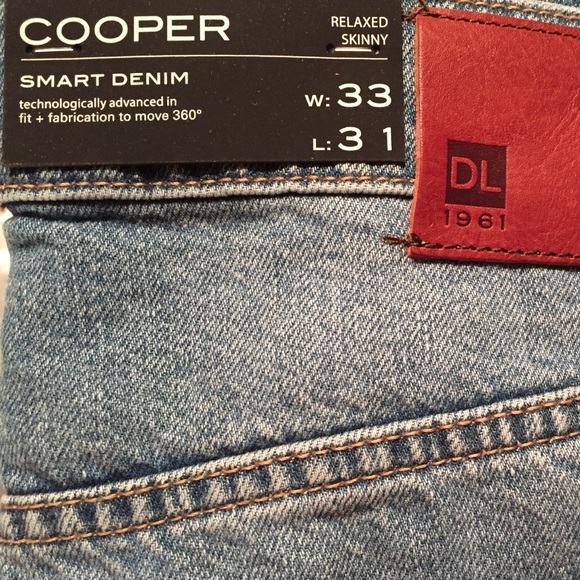 COOPER
RELAXED
SKINNY
SMART DENIM
technologically advanced in
fit + fabrication to move 360°
W: 33
L: 31
DL
1961